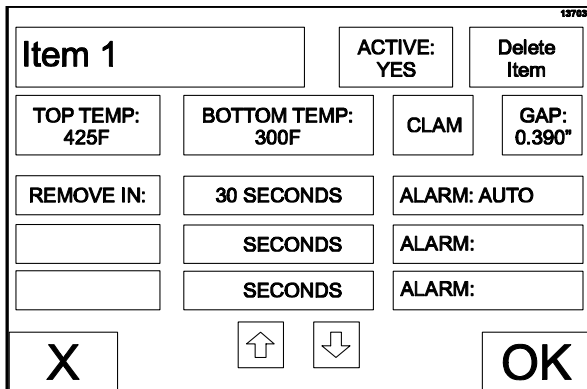 13703
Item 1
ACTIVE:
YES
Delete
Item
TOP TEMP:
425F
BOTTOM TEMP:
300F
CLAM
GAP:
0.390"
REMOVE IN:
30 SECONDS
ALARM: AUTO
SECONDS
ALARM:
SECONDS
ALARM:
X
OK